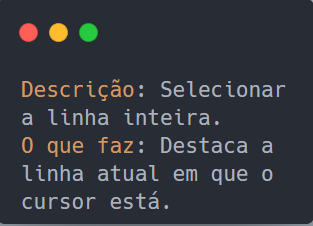 Descrição: Selecionar
a linha inteira.
O que faz: Destaca a
linha atual em que o
cursor está.